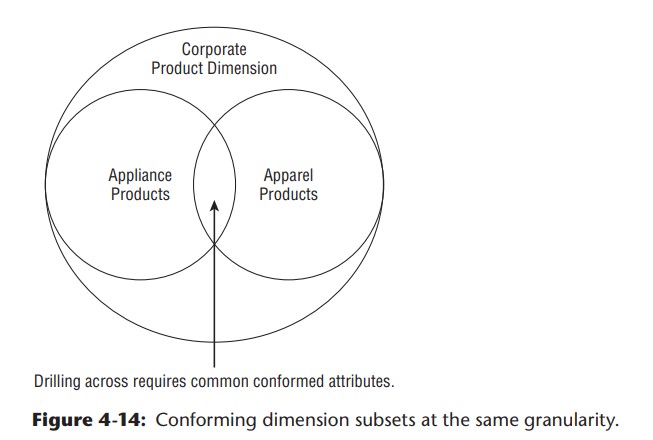 Corporate
Product Dimension
Appliance
Products
Apparel
Products
Drilling across requires common conformed attributes.
Figure 4-14: Conforming dimension subsets at the same granularity.